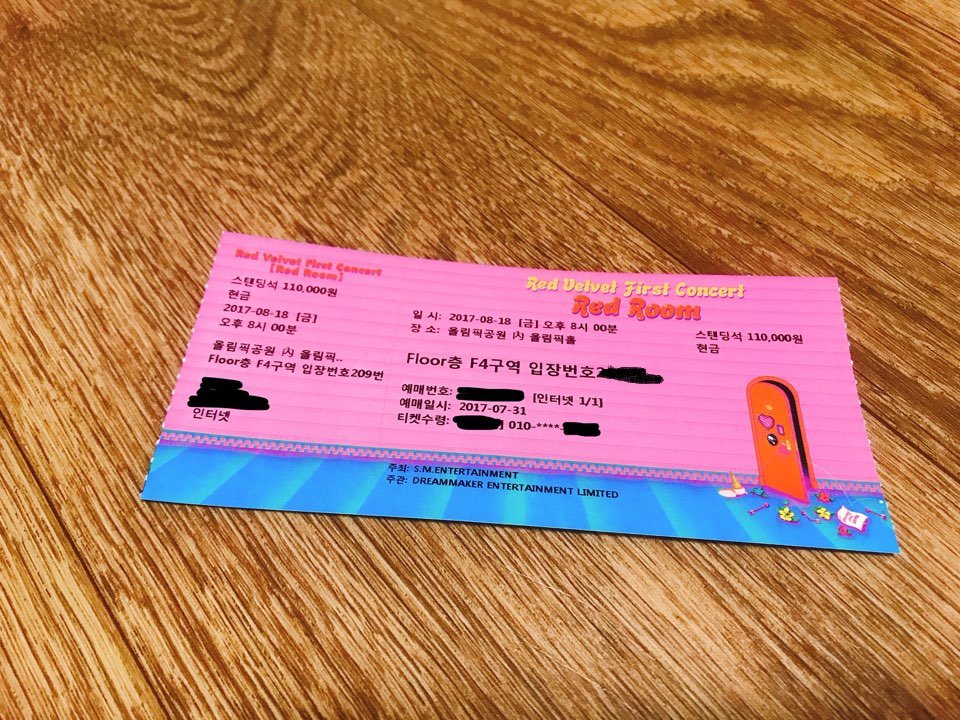 Red Velvet First Concert
[Red Room]
스탠딩석 110,000원
현금
2017-08-18 [금]
오후 8시 00분
올림픽공원 內 올림픽..
Floor층 F4구역 입장번호209번
인터넷
Red Velvet First Concert
Red Room
일 시: 2017-08-18 [금] 오후 8시 00분
장 소: 올림픽공원 內 올림픽홀
스탠딩석 110,000원
현금
Floor층 F4구역 입장번호2
예매번호: [인터넷 1/1]
예매일시: 2017-07-31
티켓수령: ] 010-****-
주최: S.M.ENTERTAINMENT
주관: DREAMMAKER ENTERTAINMENT LIMITED